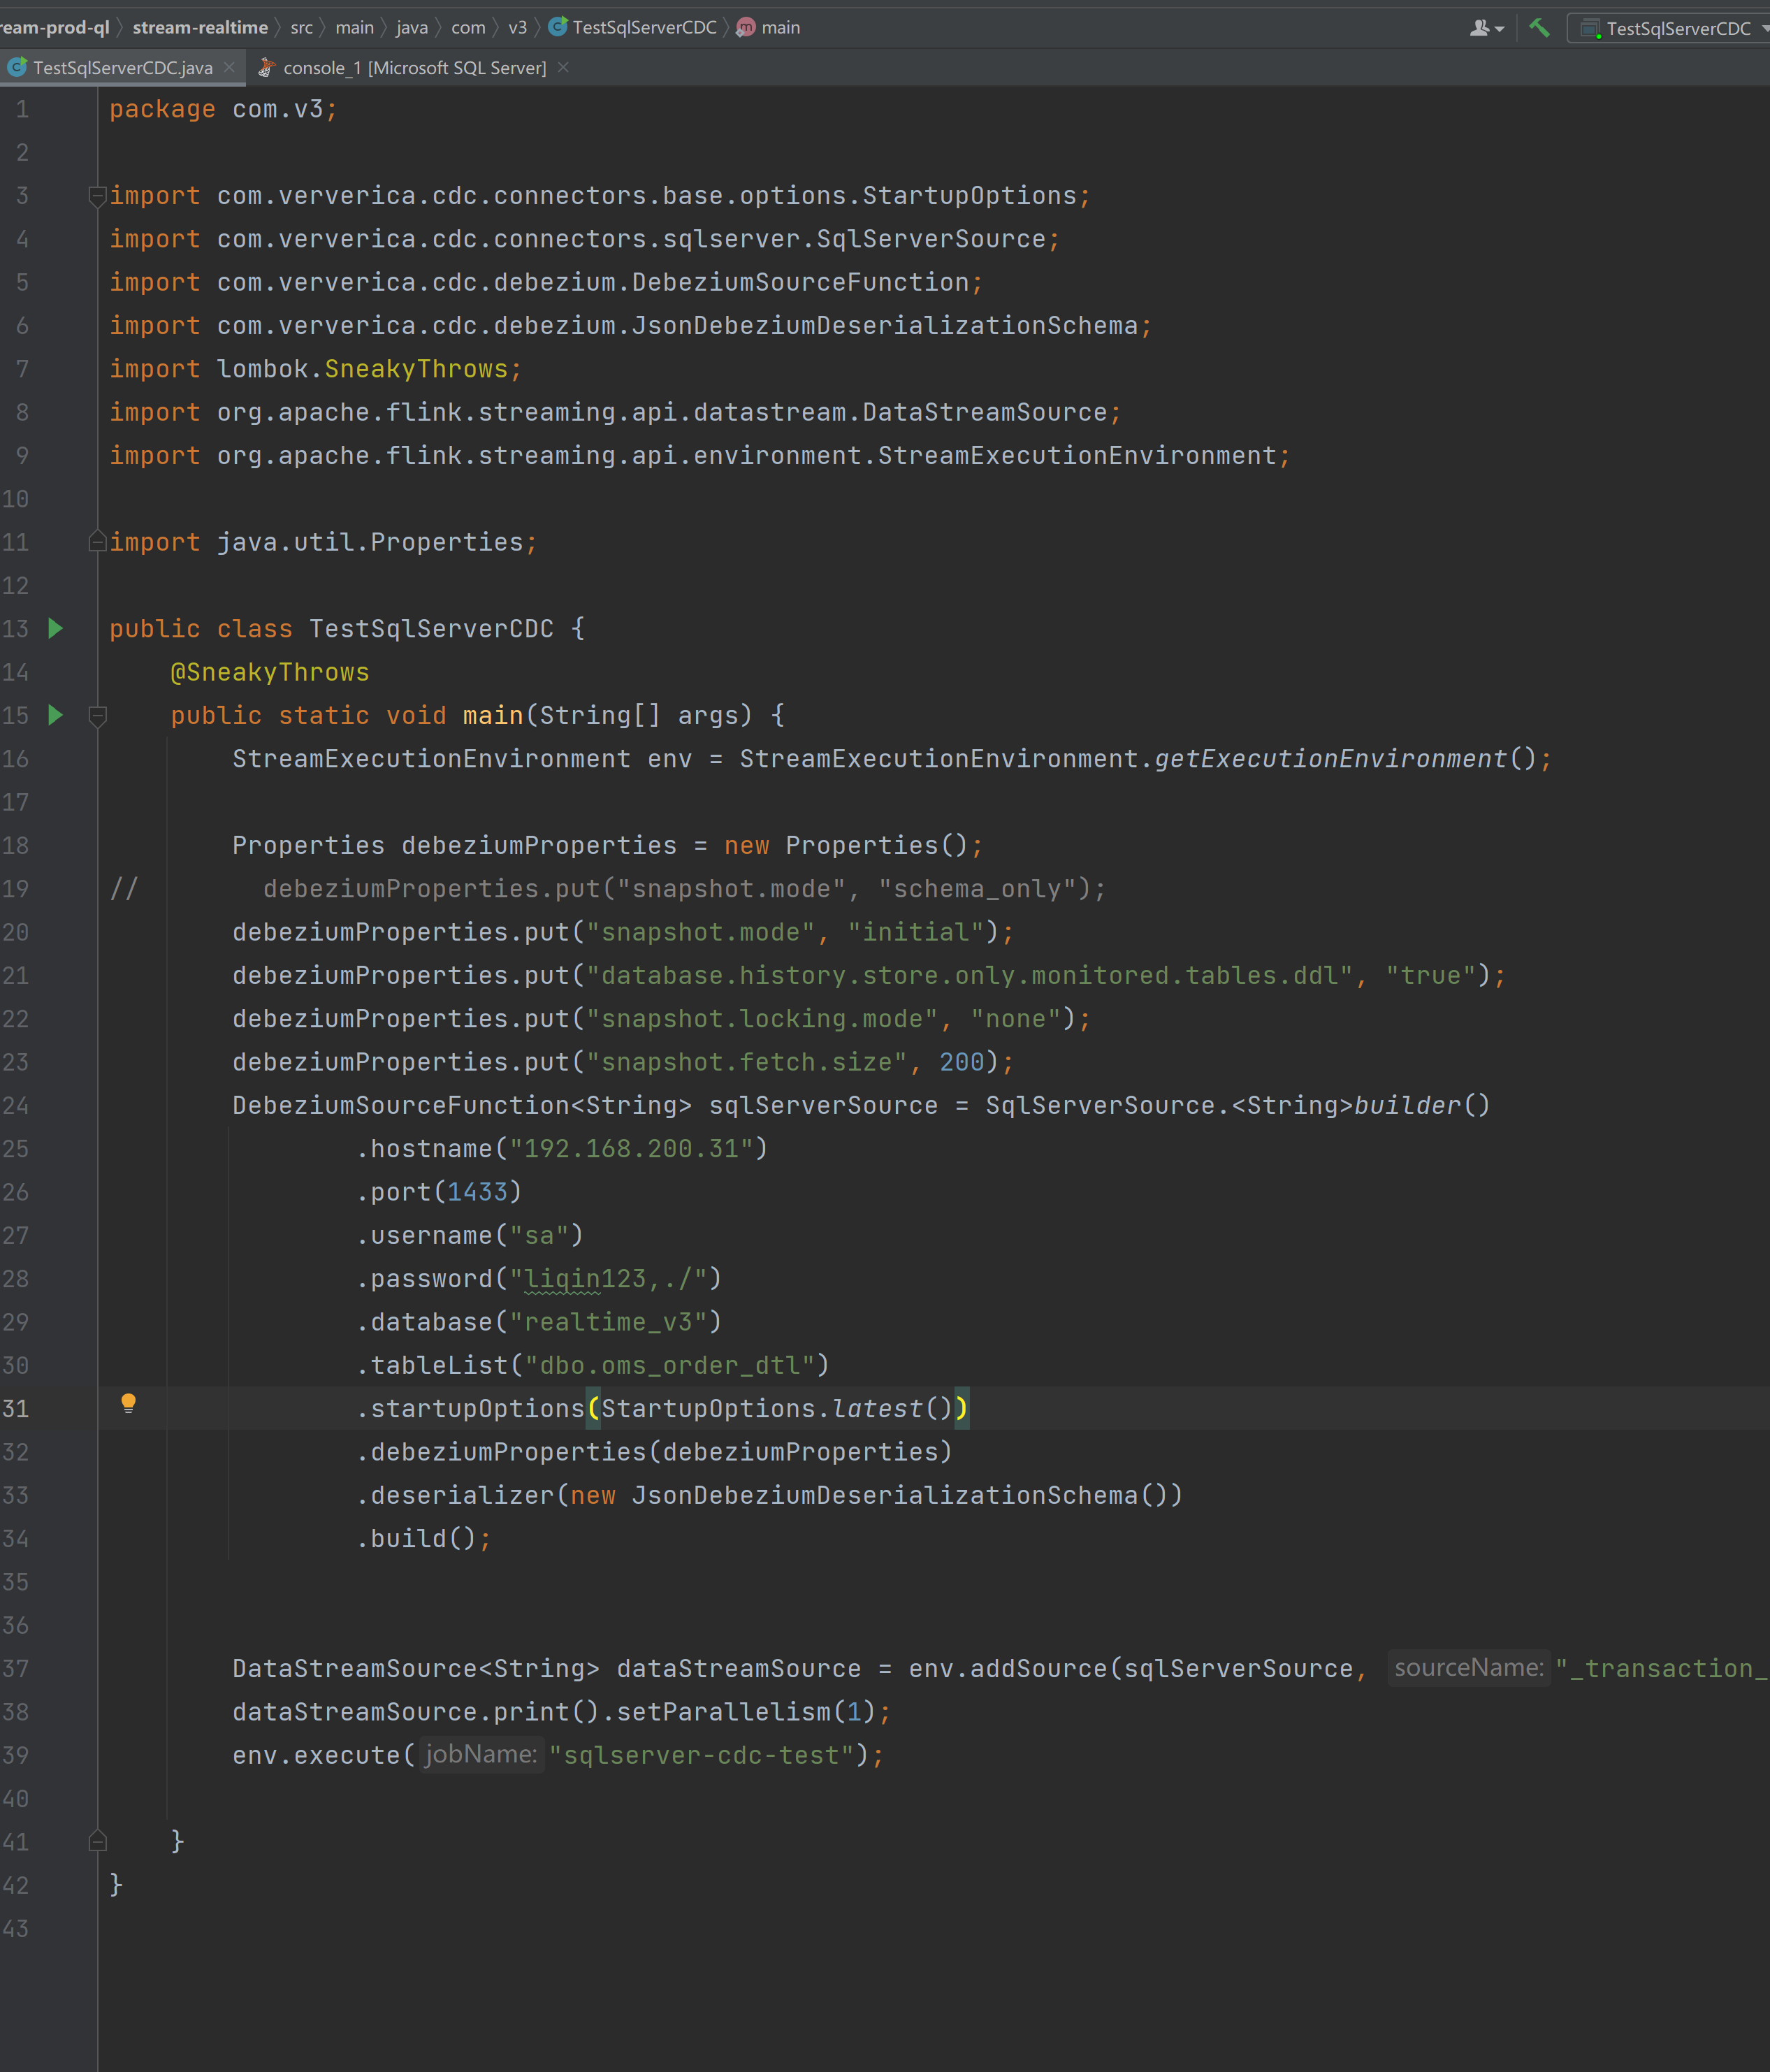 ream-prod-ql stream-realtime src main java com v3 TestSqlServerCDC m main TestSqlServerCDC
TestSqlServerCDC.java console_1 [Microsoft SQL Server]
1 package com.v3;
2
3 import com.ververica.cdc.connectors.base.options.StartupOptions;
4 import com.ververica.cdc.connectors.sqlserver.SqlServerSource;
5 import com.ververica.cdc.debezium.DebeziumSourceFunction;
6 import com.ververica.cdc.debezium.JsonDebeziumDeserializationSchema;
7 import lombok.SneakyThrows;
8 import org.apache.flink.streaming.api.datastream.DataStreamSource;
9 import org.apache.flink.streaming.api.environment.StreamExecutionEnvironment;
10
11 import java.util.Properties;
12
13 public class TestSqlServerCDC {
14 @SneakyThrows
15 public static void main(String[] args) {
16 StreamExecutionEnvironment env = StreamExecutionEnvironment.getExecutionEnvironment();
17
18 Properties debeziumProperties = new Properties();
19 // debeziumProperties.put("snapshot.mode", "schema_only");
20 debeziumProperties.put("snapshot.mode", "initial");
21 debeziumProperties.put("database.history.store.only.monitored.tables.ddl", "true");
22 debeziumProperties.put("snapshot.locking.mode", "none");
23 debeziumProperties.put("snapshot.fetch.size", 200);
24 DebeziumSourceFunction<String> sqlServerSource = SqlServerSource.<String>builder()
25 .hostname("192.168.200.31")
26 .port(1433)
27 .username("sa")
28 .password("liqin123,./")
29 .database("realtime_v3")
30 .tableList("dbo.oms_order_dtl")
31 .startupOptions(StartupOptions.latest())
32 .debeziumProperties(debeziumProperties)
33 .deserializer(new JsonDebeziumDeserializationSchema())
34 .build();
35
36
37 DataStreamSource<String> dataStreamSource = env.addSource(sqlServerSource, sourceName: "_transaction_
38 dataStreamSource.print().setParallelism(1);
39 env.execute( jobName: "sqlserver-cdc-test");
40
41 }
42 }
43